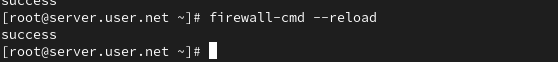 success
[root@server.user.net ~]# firewall-cmd --reload
success
[root@server.user.net ~]#